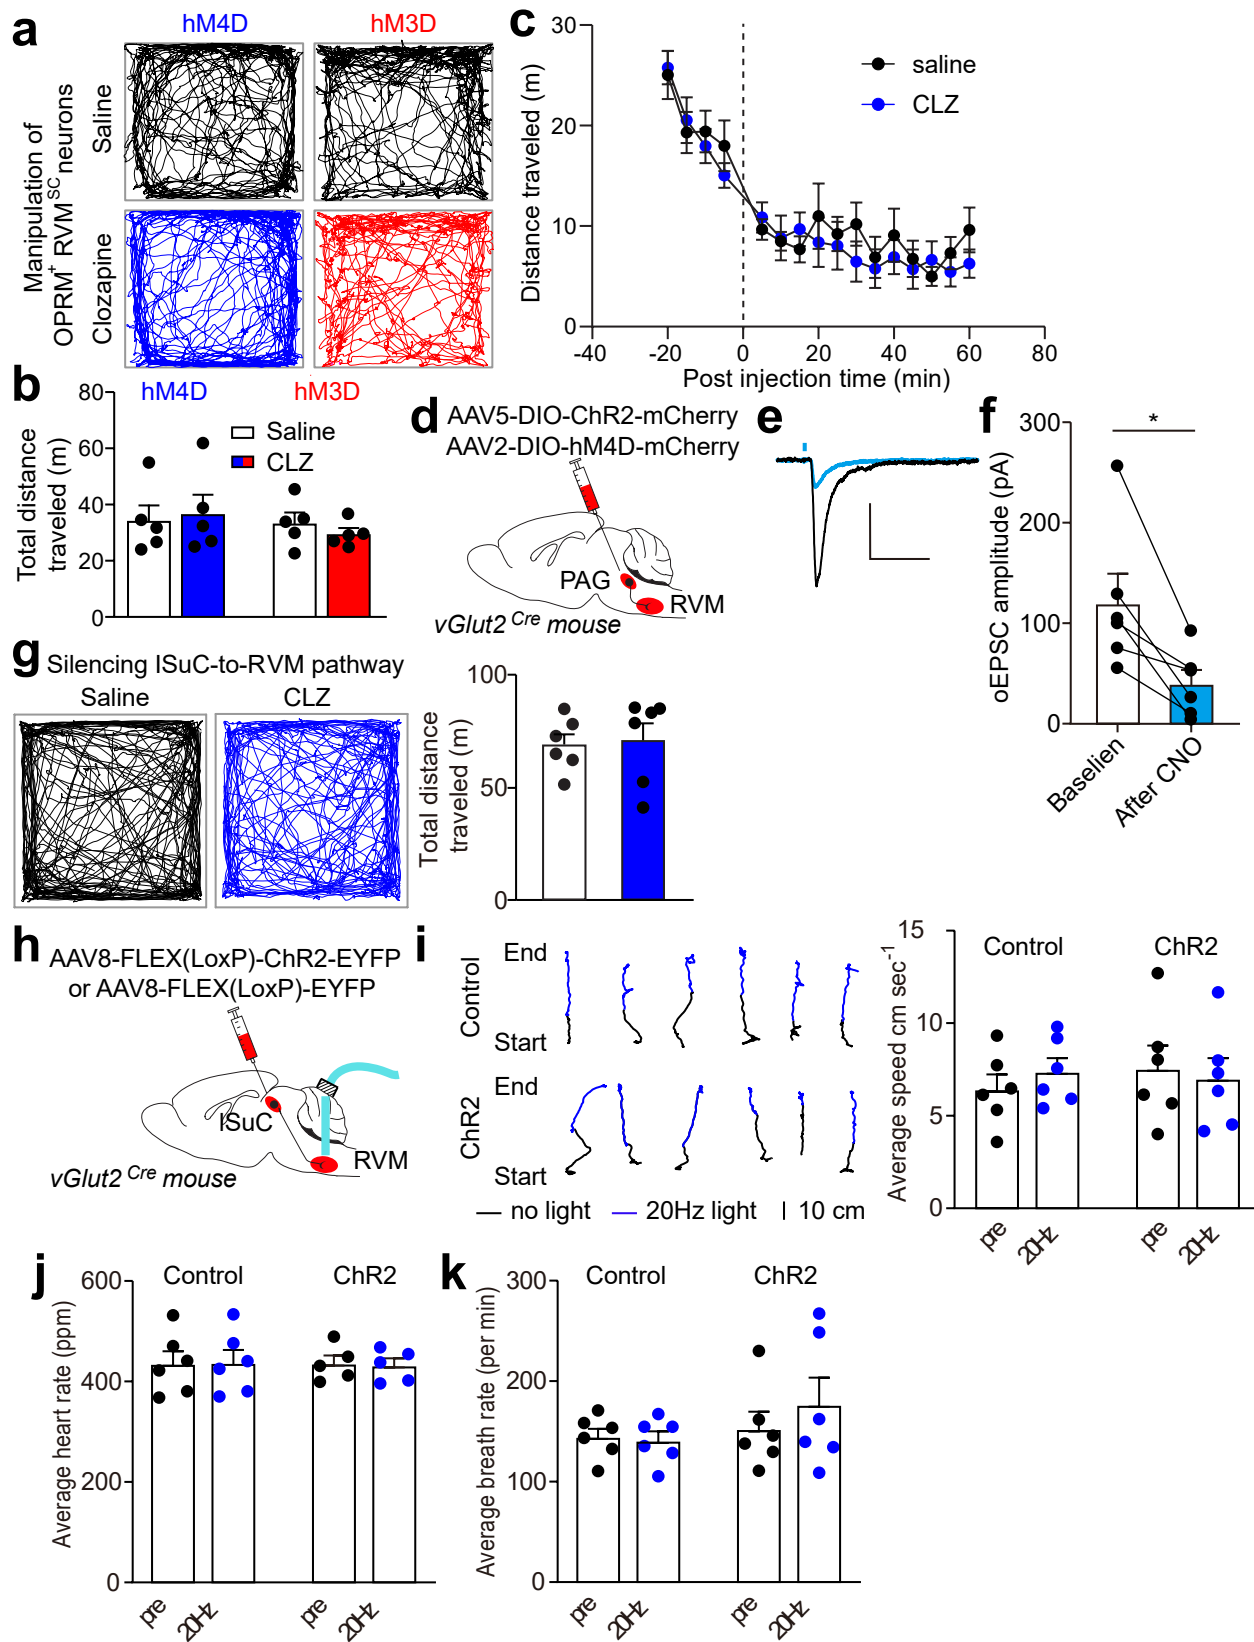 a
hM4D
hM3D
Manipulation of
OPRM⁺ RVM^SC neurons
Saline
Clozapine
c
Distance traveled (m)
30
20
10
0
-40
-20
0
20
40
60
80
Post injection time (min)
saline
CLZ
b
hM4D
hM3D
Total distance
traveled (m)
80
60
40
20
0
Saline
CLZ
d
AAV5-DIO-ChR2-mCherry
AAV2-DIO-hM4D-mCherry
PAG
RVM
vGlut2 ^Cre mouse
e
f
oEPSC amplitude (pA)
300
200
100
0
*
Baselien
After CNO
g
Silencing ISuC-to-RVM pathway
Saline
CLZ
Total distance
traveled (m)
100
50
0
h
AAV8-FLEX(LoxP)-ChR2-EYFP
or AAV8-FLEX(LoxP)-EYFP
ISuC
RVM
vGlut2 ^Cre mouse
i
Control
End
Start
ChR2
End
Start
no light
20Hz light
10 cm
Average speed cm sec⁻¹
15
10
5
0
Control
ChR2
pre
20Hz
pre
20Hz
j
Average heart rate (ppm)
600
400
200
0
Control
ChR2
pre
20Hz
pre
20Hz
k
Average breath rate (per min)
300
200
100
0
Control
ChR2
pre
20Hz
pre
20Hz